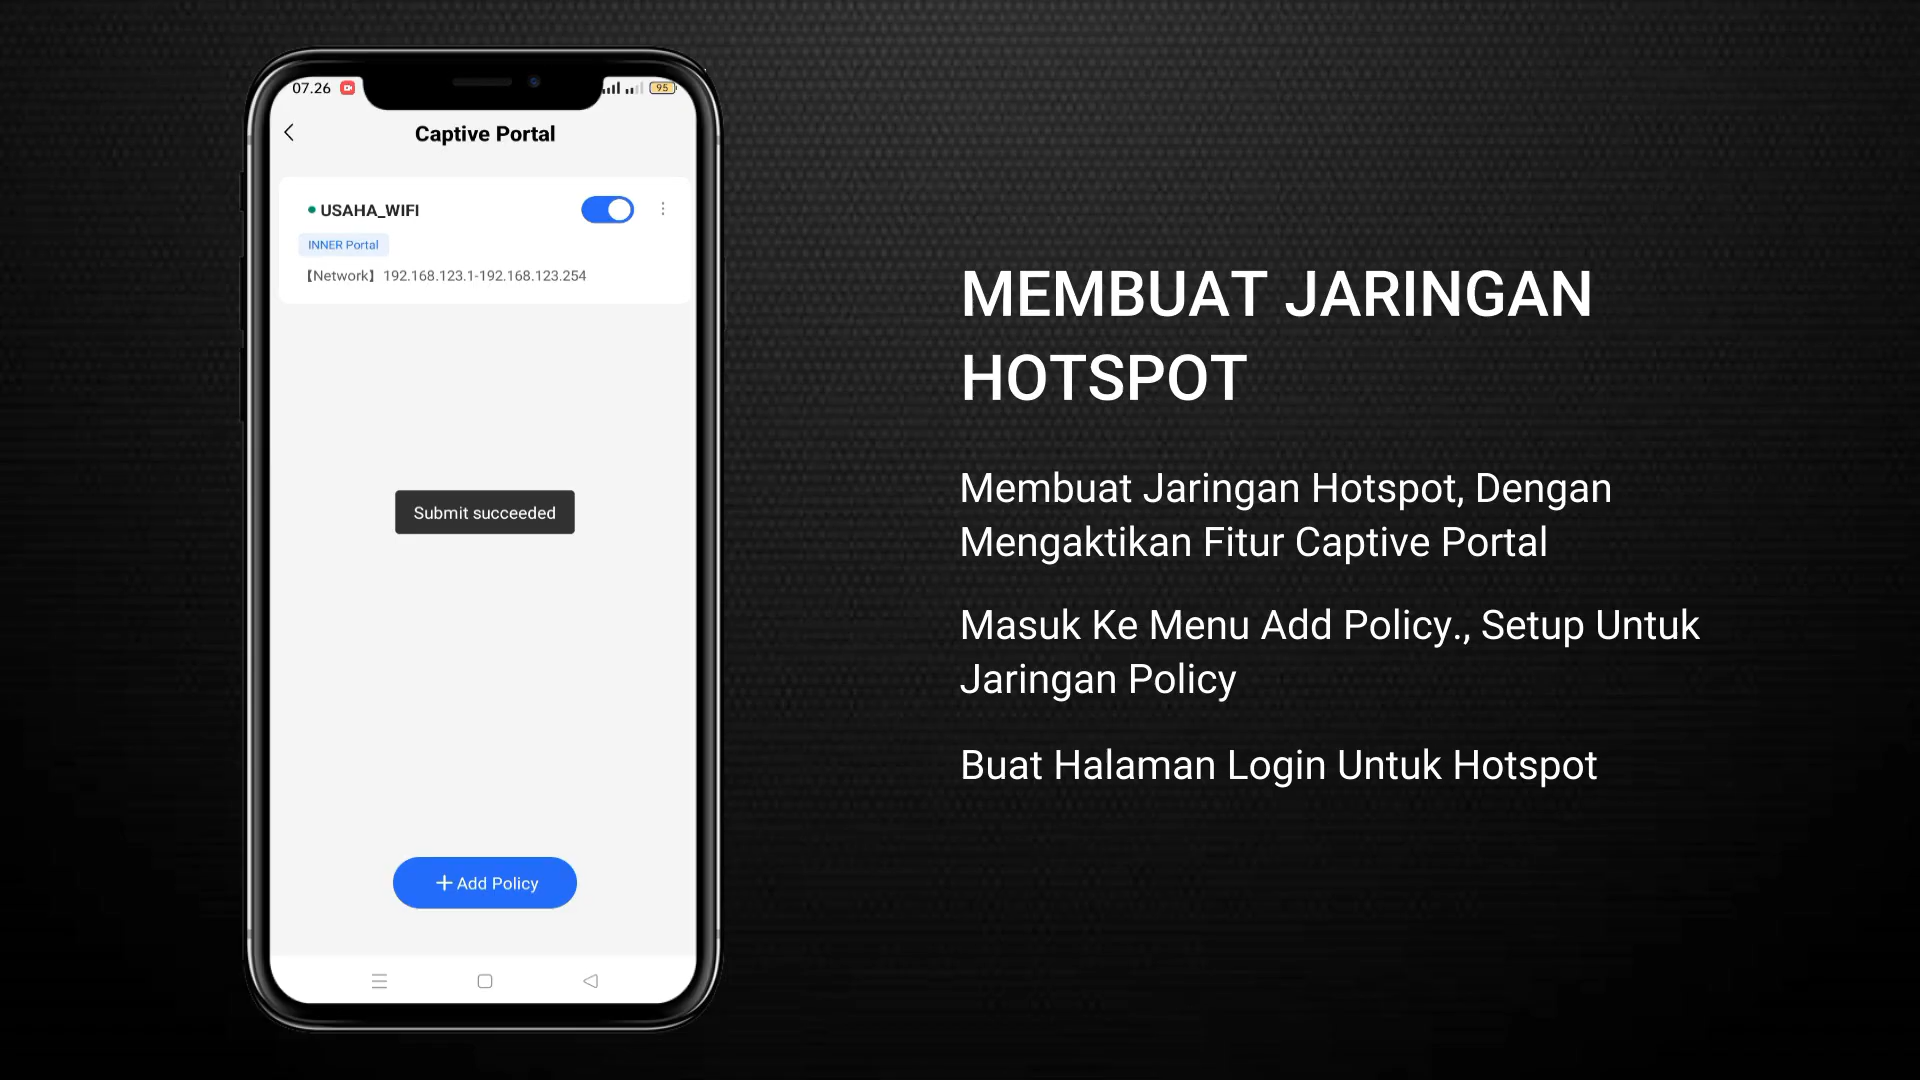 07.26
95
Captive Portal
USAHA_WIFI
INNER Portal
【Network】 192.168.123.1-192.168.123.254
Submit succeeded
+ Add Policy
MEMBUAT JARINGAN
HOTSPOT
Membuat Jaringan Hotspot, Dengan
Mengaktikan Fitur Captive Portal
Masuk Ke Menu Add Policy., Setup Untuk
Jaringan Policy
Buat Halaman Login Untuk Hotspot